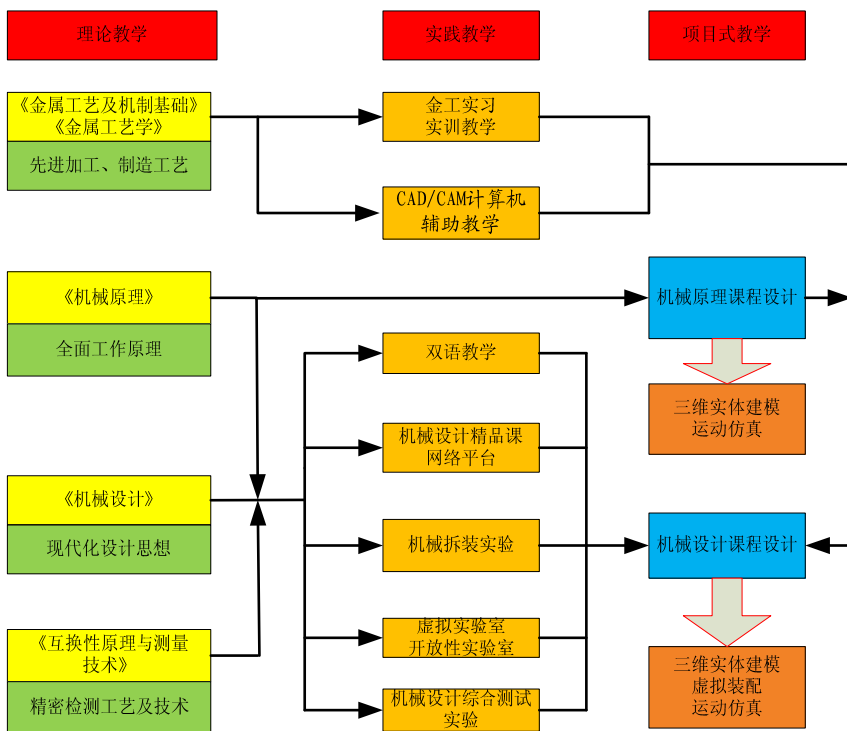 理论教学
实践教学
项目式教学
《金属工艺及机制基础》
《金属工艺学》
先进加工、制造工艺
金工实习
实训教学
CAD/CAM计算机
辅助教学
《机械原理》
全面工作原理
机械原理课程设计
双语教学
三维实体建模
运动仿真
机械设计精品课
网络平台
《机械设计》
现代化设计思想
机械拆装实验
机械设计课程设计
《互换性原理与测量
技术》
精密检测工艺及技术
虚拟实验室
开放性实验室
机械设计综合测试
实验
三维实体建模
虚拟装配
运动仿真